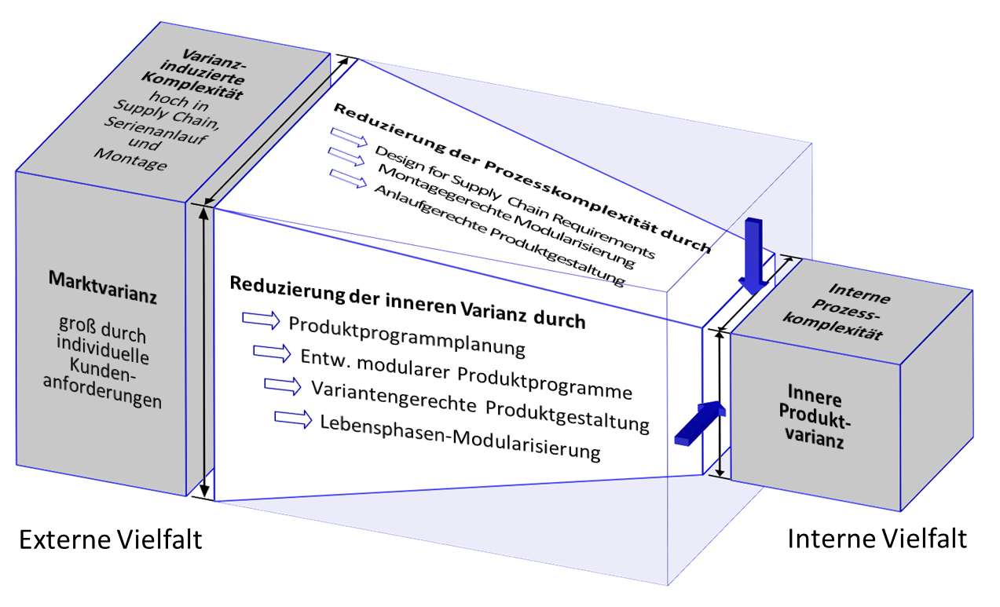 Varianz-
induzierte
Komplexität
hoch in
Supply Chain,
Serienanlauf
und
Montage
Marktvarianz
groß durch
individuelle
Kunden-
anforderungen
Externe Vielfalt
Reduzierung der Prozesskomplexität durch
Design for Supply Chain Requirements
Montagegerechte Modularisierung
Anlaufgerechte Produktgestaltung
Reduzierung der inneren Varianz durch
Produktprogrammplanung
Entw. modularer Produktprogramme
Variantengerechte Produktgestaltung
Lebensphasen-Modularisierung
Interne
Prozess-
komplexität
Innere
Produkt-
varianz
Interne Vielfalt